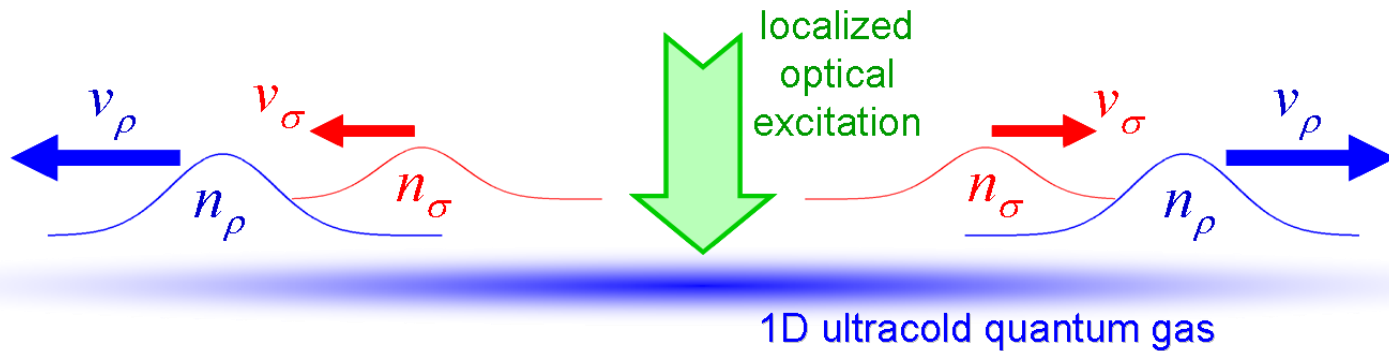 localized
optical
excitation
v_ρ
v_σ
v_σ
v_ρ
n_ρ
n_σ
n_σ
n_ρ
1D ultracold quantum gas